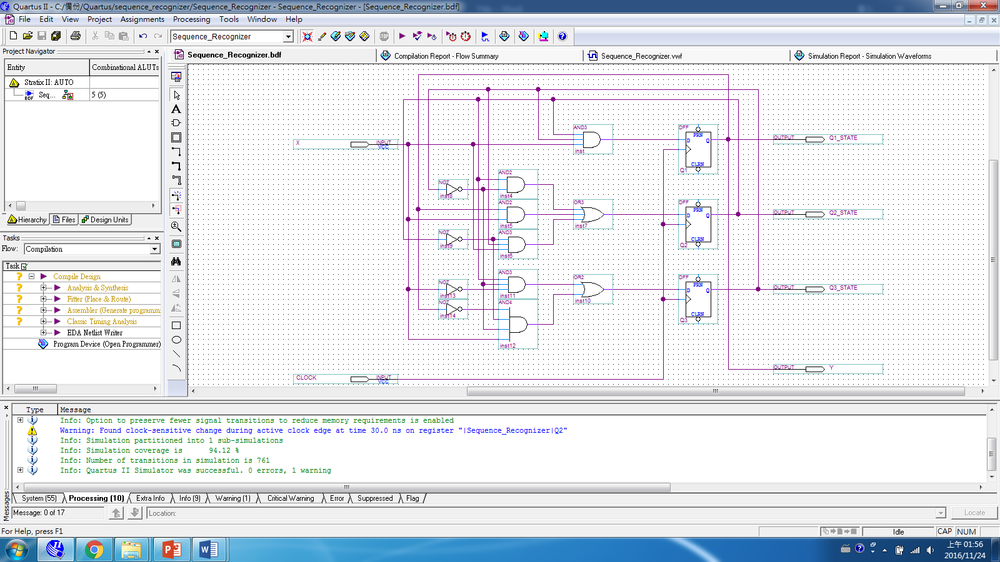 Quartus II - C:/備份/Quartus/sequence_recognizer/Sequence_Recognizer - Sequence_Recognizer - [Sequence_Recognizer.bdf]
File Edit View Project Assignments Processing Tools Window Help
Sequence_Recognizer
STOP
Project Navigator
Entity Combinational ALUTs
Stratix II: AUTO
BDF Seq... 5 (5)
Hierarchy Files Design Units
Tasks
Flow: Compilation
Task
Compile Design
Analysis & Synthesis
Fitter (Place & Route)
Assembler (Generate programm
Classic Timing Analysis
EDA Netlist Writer
Program Device (Open Programmer)
Sequence_Recognizer.bdf
Compilation Report - Flow Summary
Sequence_Recognizer.vwf
Simulation Report - Simulation Waveforms
AND3
inst
DFF
PRN
D Q
CLRN
Q1
OUTPUT Q1_STATE
X INPUT
VCC
AND2
inst4
NOT
inst8
AND2
inst5
OR3
inst7
DFF
PRN
D Q
CLRN
Q2
OUTPUT Q2_STATE
NOT
inst9
AND3
inst6
AND3
inst11
OR2
inst10
DFF
PRN
D Q
CLRN
Q3
OUTPUT Q3_STATE
NOT
inst13
NOT
inst14
AND4
inst12
OUTPUT Y
CLOCK INPUT
VCC
Type Message
Info: Option to preserve fewer signal transitions to reduce memory requirements is enabled
Warning: Found clock-sensitive change during active clock edge at time 30.0 ns on register "|Sequence_Recognizer|Q2"
Info: Simulation partitioned into 1 sub-simulations
Info: Simulation coverage is 94.12 %
Info: Number of transitions in simulation is 761
Info: Quartus II Simulator was successful. 0 errors, 1 warning
System (55) Processing (10) Extra Info Info (9) Warning (1) Critical Warning Error Suppressed Flag
Messages
Message: 0 of 17
Location:
Locate
For Help, press F1
Idle
CAP NUM
上午 01:56
2016/11/24